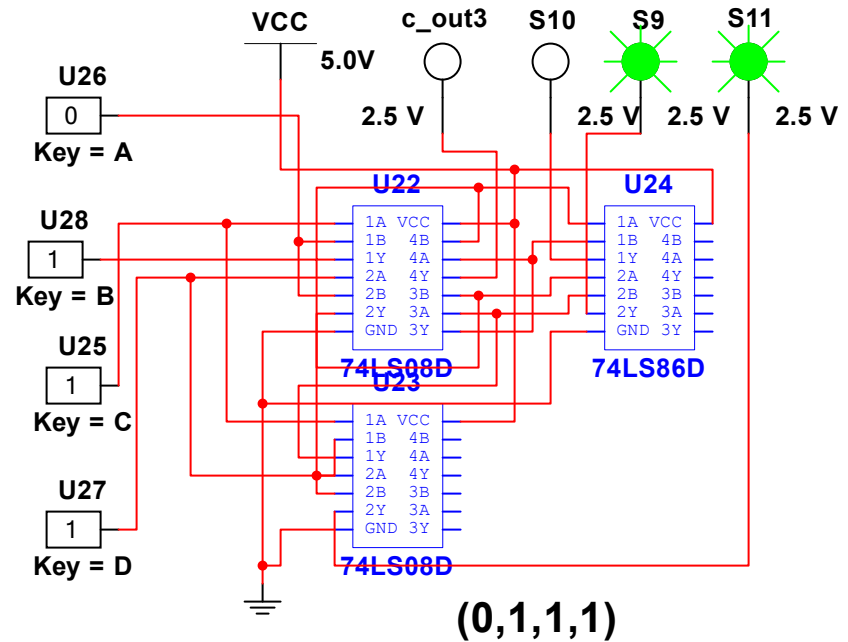 VCC
5.0V
c_out3
S10
S9
S11
2.5 V
2.5 V
2.5 V
2.5 V
U26
0
Key = A
U28
1
Key = B
U25
1
Key = C
U27
1
Key = D
U22
1A VCC
1B 4B
1Y 4A
2A 4Y
2B 3B
2Y 3A
GND 3Y
74LS08D
U24
1A VCC
1B 4B
1Y 4A
2A 4Y
2B 3B
2Y 3A
GND 3Y
74LS86D
U23
1A VCC
1B 4B
1Y 4A
2A 4Y
2B 3B
2Y 3A
GND 3Y
74LS08D
(0,1,1,1)